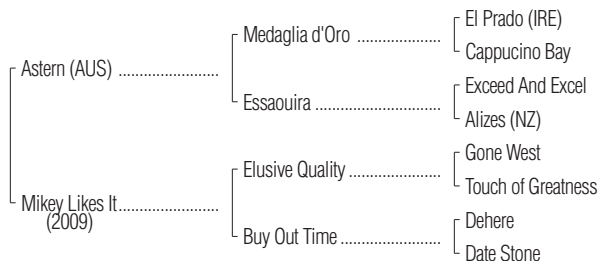 El Prado (IRE)
Medaglia d'Oro ..................
Cappucino Bay
Astern (AUS) ......................
Exceed And Excel
Essaouira ...........................
Alizes (NZ)
Gone West
Elusive Quality ....................
Touch of Greatness
Mikey Likes It ......................
(2009)
Dehere
Buy Out Time .....................
Date Stone